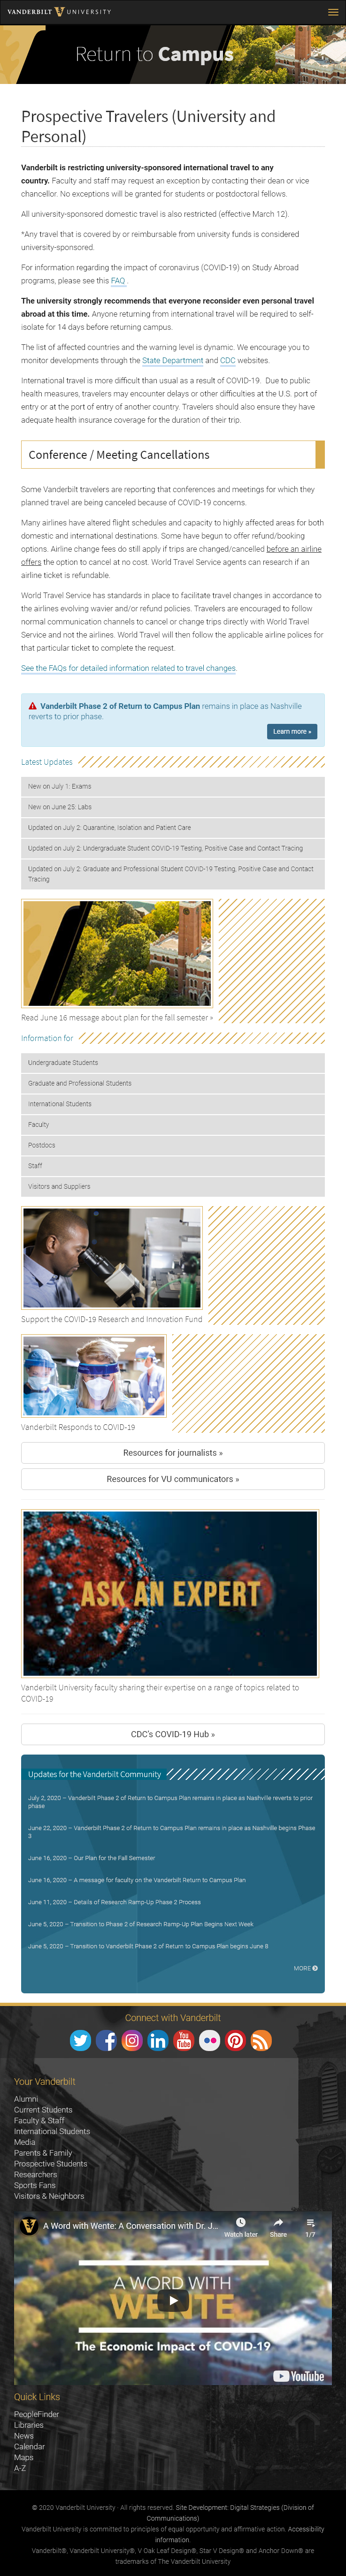 VANDERBILT UNIVERSITY
Return to Campus
Prospective Travelers (University and
Personal)
Vanderbilt is restricting university-sponsored international travel to any
country. Faculty and staff may request an exception by contacting their dean or vice
chancellor. No exceptions will be granted for students or postdoctoral fellows.
All university-sponsored domestic travel is also restricted (effective March 12).
*Any travel that is covered by or reimbursable from university funds is considered
university-sponsored.
For information regarding the impact of coronavirus (COVID-19) on Study Abroad
programs, please see this FAQ .
The university strongly recommends that everyone reconsider even personal travel
abroad at this time. Anyone returning from international travel will be required to self-
isolate for 14 days before returning campus.
The list of affected countries and the warning level is dynamic. We encourage you to
monitor developments through the State Department and CDC websites.
International travel is more difficult than usual as a result of COVID-19. Due to public
health measures, travelers may encounter delays or other difficulties at the U.S. port of
entry or at the port of entry of another country. Travelers should also ensure they have
adequate health insurance coverage for the duration of their trip.
Conference / Meeting Cancellations
Some Vanderbilt travelers are reporting that conferences and meetings for which they
planned travel are being canceled because of COVID-19 concerns.
Many airlines have altered flight schedules and capacity to highly affected areas for both
domestic and international destinations. Some have begun to offer refund/booking
options. Airline change fees do still apply if trips are changed/cancelled before an airline
offers the option to cancel at no cost. World Travel Service agents can research if an
airline ticket is refundable.
World Travel Service has standards in place to facilitate travel changes in accordance to
the airlines evolving wavier and/or refund policies. Travelers are encouraged to follow
normal communication channels to cancel or change trips directly with World Travel
Service and not the airlines. World Travel will then follow the applicable airline polices for
that particular ticket to complete the request.
See the FAQs for detailed information related to travel changes.
Vanderbilt Phase 2 of Return to Campus Plan remains in place as Nashville
reverts to prior phase.
Learn more »
Latest Updates
New on July 1: Exams
New on June 25: Labs
Updated on July 2: Quarantine, Isolation and Patient Care
Updated on July 2: Undergraduate Student COVID-19 Testing, Positive Case and Contact Tracing
Updated on July 2: Graduate and Professional Student COVID-19 Testing, Positive Case and Contact
Tracing
Read June 16 message about plan for the fall semester »
Information for
Undergraduate Students
Graduate and Professional Students
International Students
Faculty
Postdocs
Staff
Visitors and Suppliers
Support the COVID-19 Research and Innovation Fund
Vanderbilt Responds to COVID-19
Resources for journalists »
Resources for VU communicators »
ASK AN EXPERT
Vanderbilt University faculty sharing their expertise on a range of topics related to
COVID-19
CDC's COVID-19 Hub »
Updates for the Vanderbilt Community
July 2, 2020 – Vanderbilt Phase 2 of Return to Campus Plan remains in place as Nashville reverts to prior
phase
June 22, 2020 – Vanderbilt Phase 2 of Return to Campus Plan remains in place as Nashville begins Phase
3
June 16, 2020 – Our Plan for the Fall Semester
June 16, 2020 – A message for faculty on the Vanderbilt Return to Campus Plan
June 11, 2020 – Details of Research Ramp-Up Phase 2 Process
June 5, 2020 – Transition to Phase 2 of Research Ramp-Up Plan Begins Next Week
June 5, 2020 – Transition to Vanderbilt Phase 2 of Return to Campus Plan begins June 8
MORE
Connect with Vanderbilt
You Tube
Your Vanderbilt
Alumni
Current Students
Faculty & Staff
International Students
Media
Parents & Family
Prospective Students
Researchers
Sports Fans
Visitors & Neighbors
A Word with Wente: A Conversation with Dr. J...
Watch later
Share
1/7
A WORD WITH
WENTE
The Economic Impact of COVID-19
YouTube
Quick Links
PeopleFinder
Libraries
News
Calendar
Maps
A-Z
© 2020 Vanderbilt University · All rights reserved. Site Development: Digital Strategies (Division of
Communications)
Vanderbilt University is committed to principles of equal opportunity and affirmative action. Accessibility
information.
Vanderbilt®, Vanderbilt University®, V Oak Leaf Design®, Star V Design® and Anchor Down® are
trademarks of The Vanderbilt University